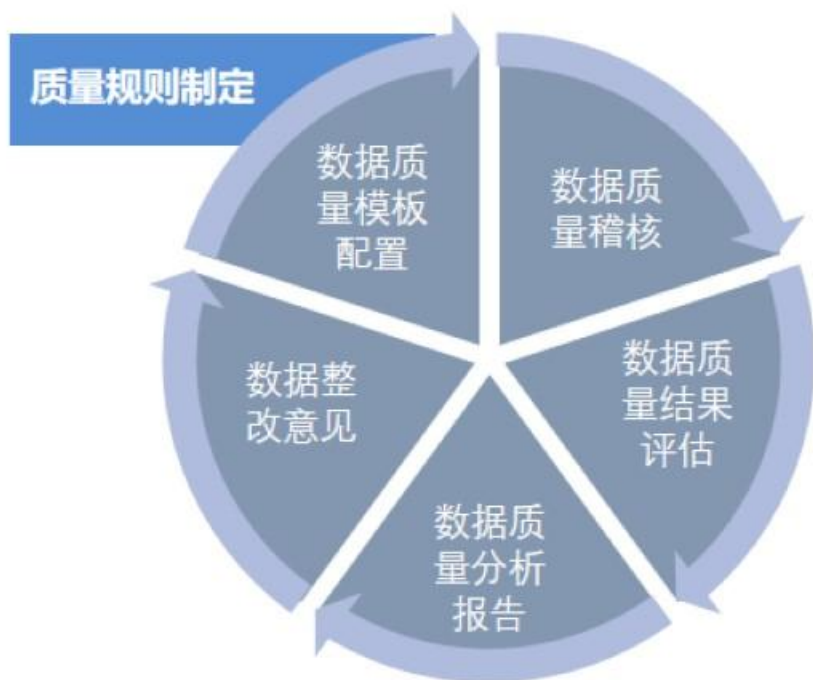 质量规则制定
数据质
量模板
配置
数据质
量稽核
数据质
量结果
评估
数据质
量分析
报告
数据整
改意见